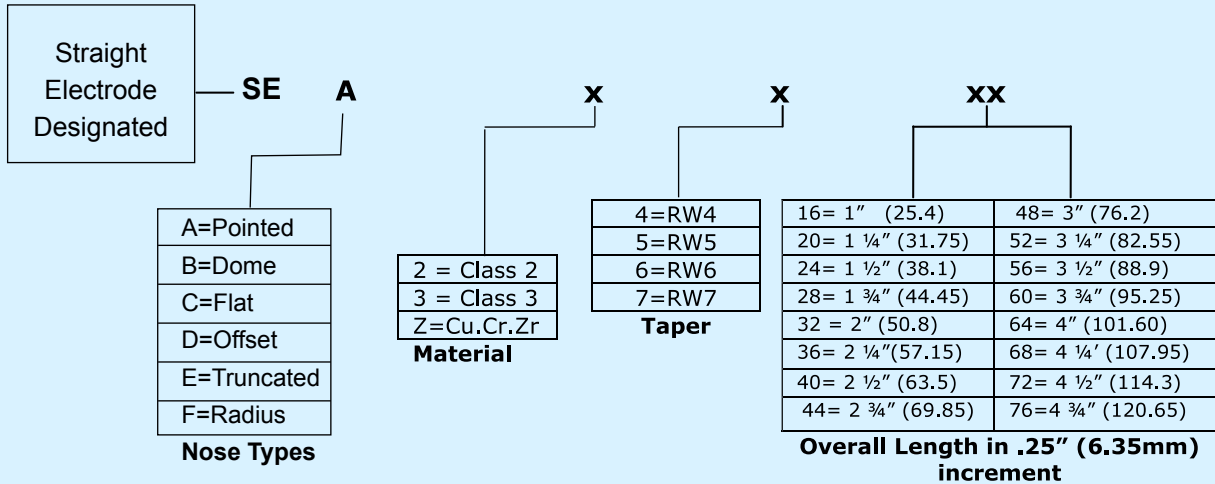 Straight
Electrode
Designated
SE A x x xx
A=Pointed
B=Dome
C=Flat
D=Offset
E=Truncated
F=Radius
Nose Types
2 = Class 2
3 = Class 3
Z=Cu.Cr.Zr
Material
4=RW4
5=RW5
6=RW6
7=RW7
Taper
16= 1” (25.4) 48= 3” (76.2)
20= 1 ¼” (31.75) 52= 3 ¼” (82.55)
24= 1 ½” (38.1) 56= 3 ½” (88.9)
28= 1 ¾” (44.45) 60= 3 ¾” (95.25)
32 = 2” (50.8) 64= 4” (101.60)
36= 2 ¼”(57.15) 68= 4 ¼’ (107.95)
40= 2 ½” (63.5) 72= 4 ½” (114.3)
44= 2 ¾” (69.85) 76=4 ¾” (120.65)
Overall Length in .25” (6.35mm)
increment